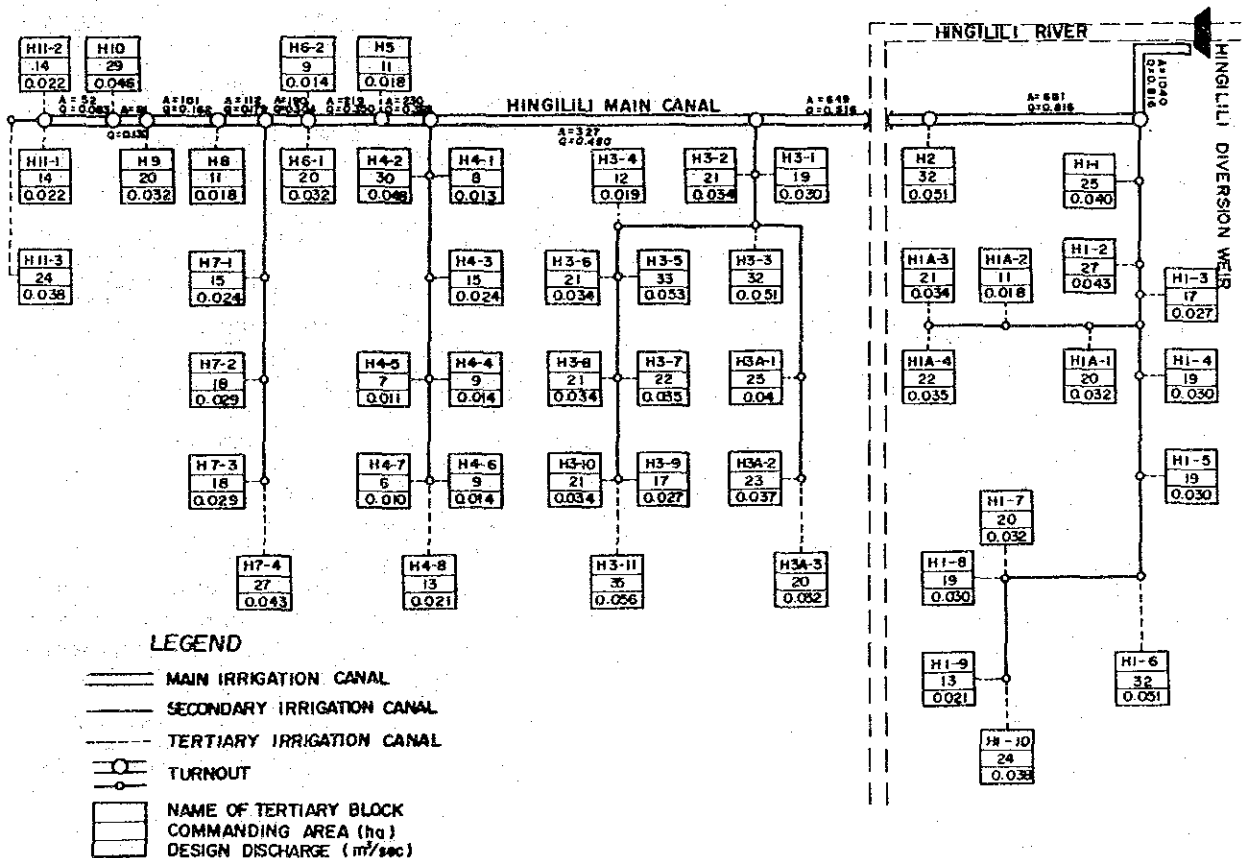 HINGILILI RIVER
HINGILILI DIVERSION WEIR
HINGILILI MAIN CANAL
A=1040
Q=0.816
A=681
Q=0.816
A=649
Q=0.816
A=327
A=230
A=219
A=112
A=101
Q=0.162
A=52
H11-2
14
0.022
H10
29
0.046
H6-2
9
0.014
H5
11
0.018
H11-1
14
0.022
H9
20
0.032
H8
11
0.018
H6-1
20
0.032
H4-2
30
0.048
H4-1
8
0.013
H3-4
12
0.019
H3-2
21
0.034
H3-1
19
0.030
H2
32
0.051
H1-1
25
0.040
H11-3
24
0.038
H7-1
15
0.024
H4-3
15
0.024
H3-6
21
0.034
H3-5
33
0.053
H3-3
32
0.051
H1A-3
21
0.034
H1A-2
11
0.018
H1-2
27
0.043
H1-3
17
0.027
H7-2
18
0.029
H4-5
7
0.011
H4-4
9
0.014
H3-8
21
0.034
H3-7
22
0.035
H3A-1
25
0.04
H1A-4
22
0.035
H1A-1
20
0.032
H1-4
19
0.030
H7-3
18
0.029
H4-7
6
0.010
H4-6
9
0.014
H3-10
21
0.034
H3-9
17
0.027
H3A-2
23
0.037
H1-5
19
0.030
H1-7
20
0.032
H7-4
27
0.043
H4-8
13
0.021
H3-11
35
0.056
H3A-3
20
0.032
H1-8
19
0.030
H1-9
13
0.021
H1-6
32
0.051
H1-10
24
0.038
LEGEND
MAIN IRRIGATION CANAL
SECONDARY IRRIGATION CANAL
TERTIARY IRRIGATION CANAL
TURNOUT
NAME OF TERTIARY BLOCK
COMMANDING AREA (ha)
DESIGN DISCHARGE (m³/sec)